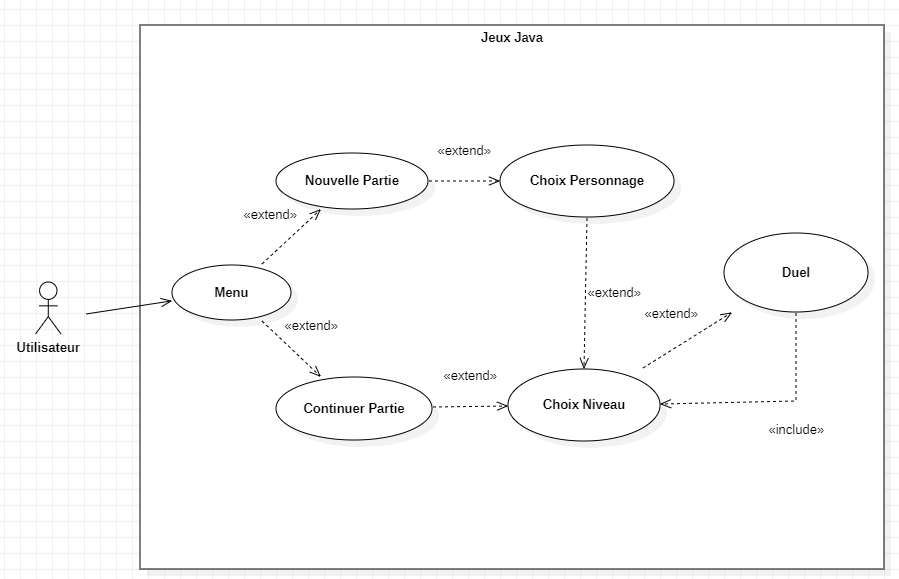 Jeux Java
«extend»
Nouvelle Partie
Choix Personnage
«extend»
Duel
Menu
«extend»
«extend»
«extend»
Utilisateur
«extend»
Continuer Partie
Choix Niveau
«include»